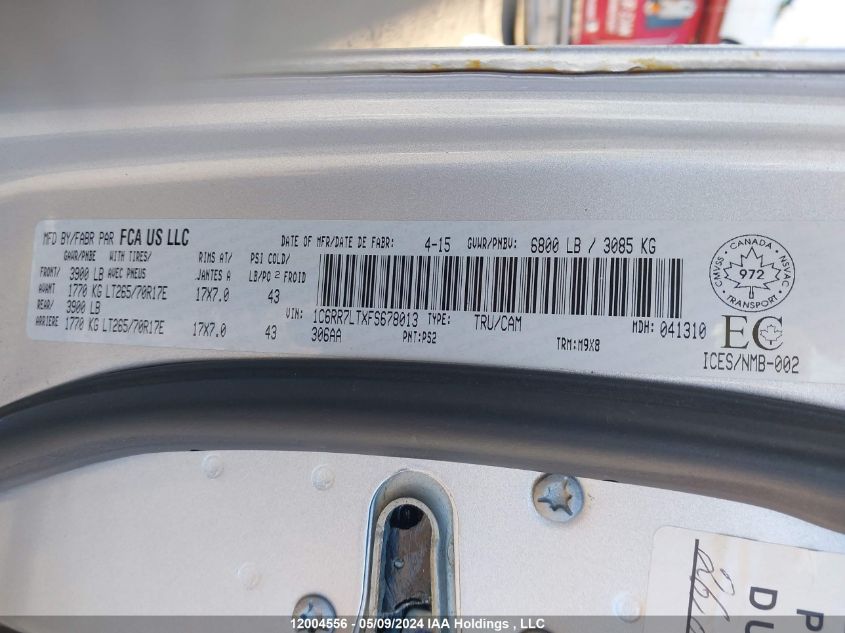 MFD BY/FABR PAR FCA US LLC
DATE OF MFR/DATE DE FABR: 4-15 GVWR/PNBV: 6800 LB / 3085 KG
GAWR/PNBE WITH TIRES/ RIMS AT/ PSI COLD/
FRONT/ 3900 LB AVEC PNEUS JANTES A LB/PO² FROID
AVANT 1770 KG LT265/70R17E 17X7.0 43
REAR/ 3900 LB
ARRIERE 1770 KG LT265/70R17E 17X7.0 43
VIN: 1C6RR7LTXFS678013 TYPE: TRU/CAM MDH: 041310
306AA PNT:PS2 TRM:M9X8
CANADA
CMVSS 972 NSVAC
TRANSPORT
EC
ICES/NMB-002
P
DU
12004556 - 05/09/2024 IAA Holdings , LLC